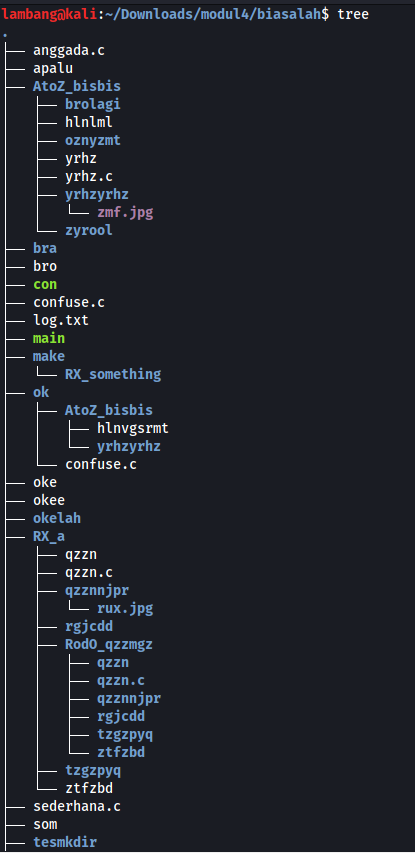 lambang@kali:~/Downloads/modul4/biasalah$ tree
.
├── anggada.c
├── apalu
├── AtoZ_bisbis
│   ├── brolagi
│   ├── hlnlml
│   ├── oznyzmt
│   ├── yrhz
│   ├── yrhz.c
│   ├── yrhzyrhz
│   │   └── zmf.jpg
│   └── zyrool
├── bra
├── bro
├── con
├── confuse.c
├── log.txt
├── main
├── make
│   └── RX_something
├── ok
│   ├── AtoZ_bisbis
│   │   ├── hlnvgsrmt
│   │   └── yrhzyrhz
│   └── confuse.c
├── oke
├── okee
├── okelah
├── RX_a
│   ├── qzzn
│   ├── qzzn.c
│   ├── qzznnjpr
│   │   └── rux.jpg
│   ├── rgjcdd
│   ├── RodO_qzzmgz
│   │   ├── qzzn
│   │   ├── qzzn.c
│   │   ├── qzznnjpr
│   │   ├── rgjcdd
│   │   ├── tzgzpyq
│   │   └── ztfzbd
│   ├── tzgzpyq
│   └── ztfzbd
├── sederhana.c
├── som
├── tesmkdir